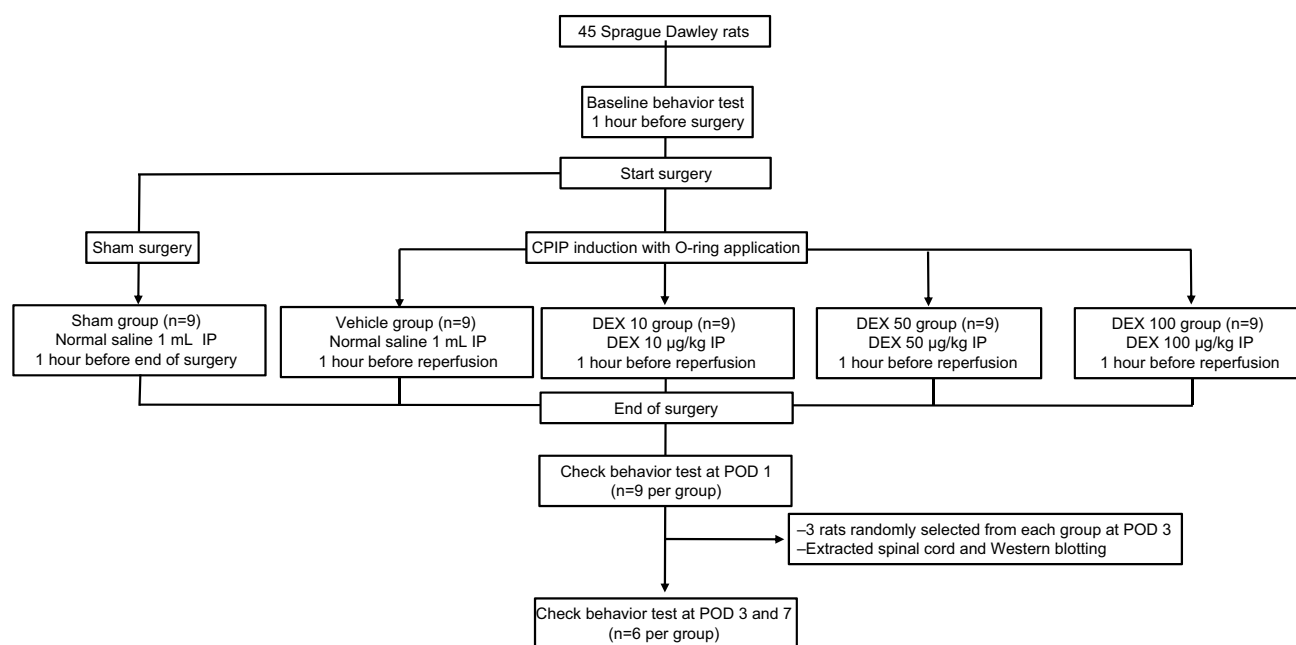 45 Sprague Dawley rats
Baseline behavior test
1 hour before surgery
Start surgery
Sham surgery
CPIP induction with O-ring application
Sham group (n=9)
Normal saline 1 mL IP
1 hour before end of surgery
Vehicle group (n=9)
Normal saline 1 mL IP
1 hour before reperfusion
DEX 10 group (n=9)
DEX 10 µg/kg IP
1 hour before reperfusion
DEX 50 group (n=9)
DEX 50 µg/kg IP
1 hour before reperfusion
DEX 100 group (n=9)
DEX 100 µg/kg IP
1 hour before reperfusion
End of surgery
Check behavior test at POD 1
(n=9 per group)
–3 rats randomly selected from each group at POD 3
–Extracted spinal cord and Western blotting
Check behavior test at POD 3 and 7
(n=6 per group)